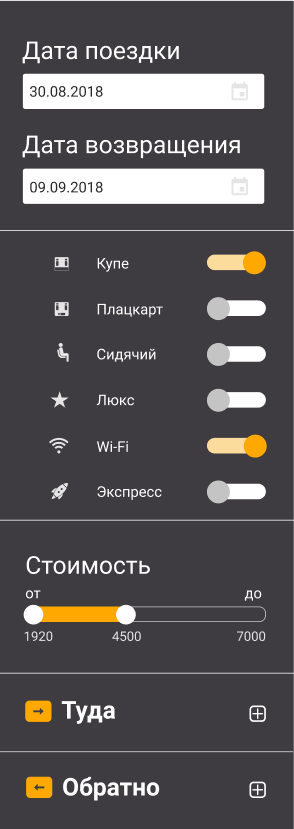 Дата поездки
30.08.2018
Дата возвращения
09.09.2018
Купе
Плацкарт
Сидячий
Люкс
Wi-Fi
Экспресс
Стоимость
от до
1920 4500 7000
Туда
Обратно